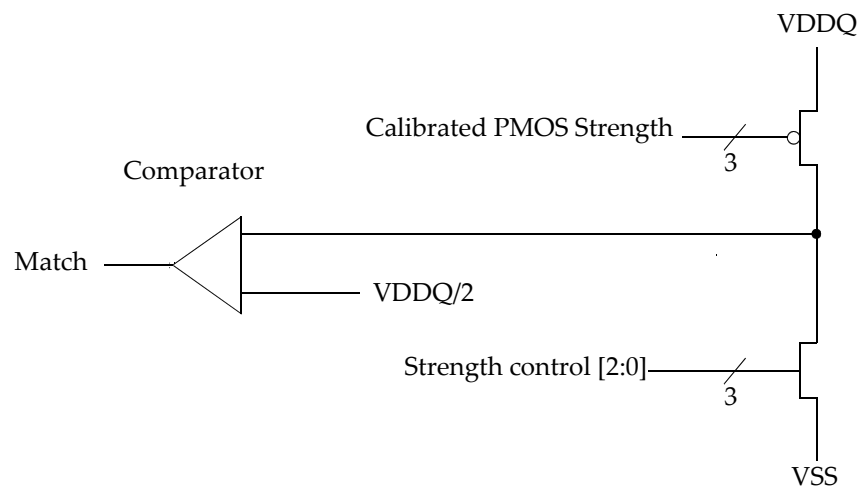 VDDQ
Calibrated PMOS Strength
3
Comparator
Match
VDDQ/2
Strength control [2:0]
3
VSS